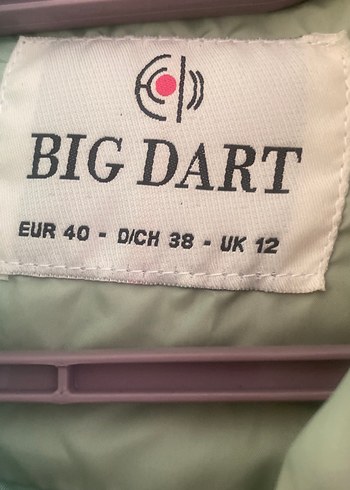 BIG DART
EUR 40 - D/CH 38 - UK 12